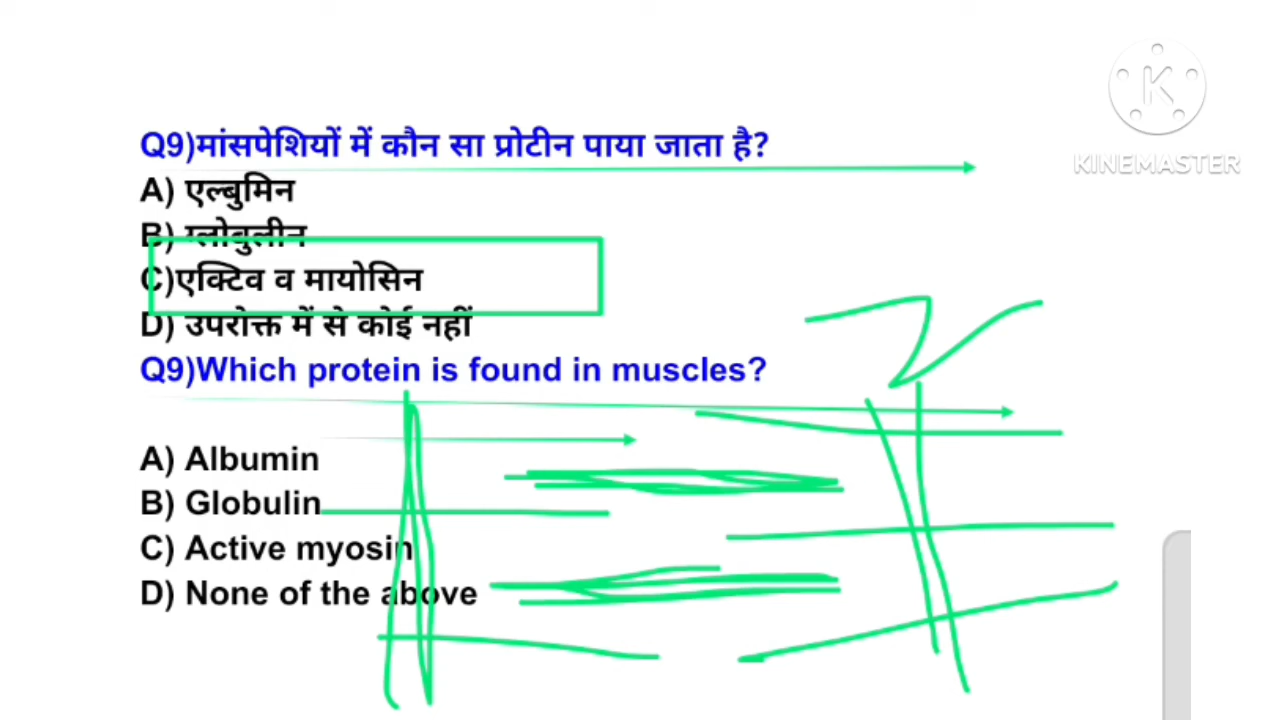 Q9)मांसपेशियों में कौन सा प्रोटीन पाया जाता है?
A) एल्बुमिन
B) ग्लोबुलीन
C)एक्टिव व मायोसिन
D) उपरोक्त में से कोई नहीं
Q9)Which protein is found in muscles?
A) Albumin
B) Globulin
C) Active myosin
D) None of the above
K
KINEMASTER